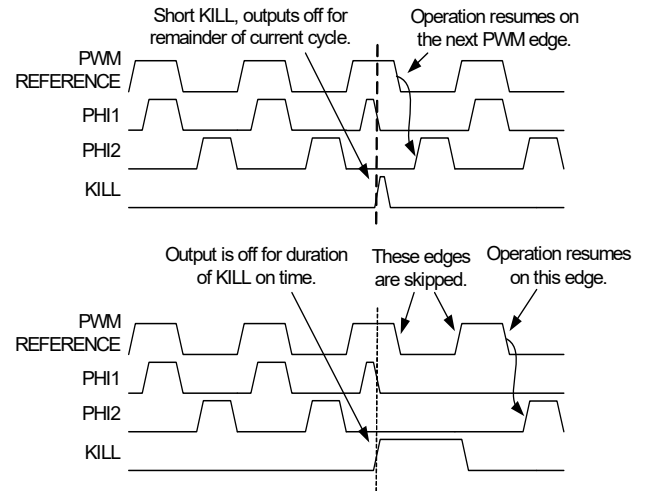 Short KILL, outputs off for
remainder of current cycle.
Operation resumes on
the next PWM edge.
PWM
REFERENCE
PHI1
PHI2
KILL
Output is off for duration
of KILL on time.
These edges
are skipped.
Operation resumes
on this edge.
PWM
REFERENCE
PHI1
PHI2
KILL